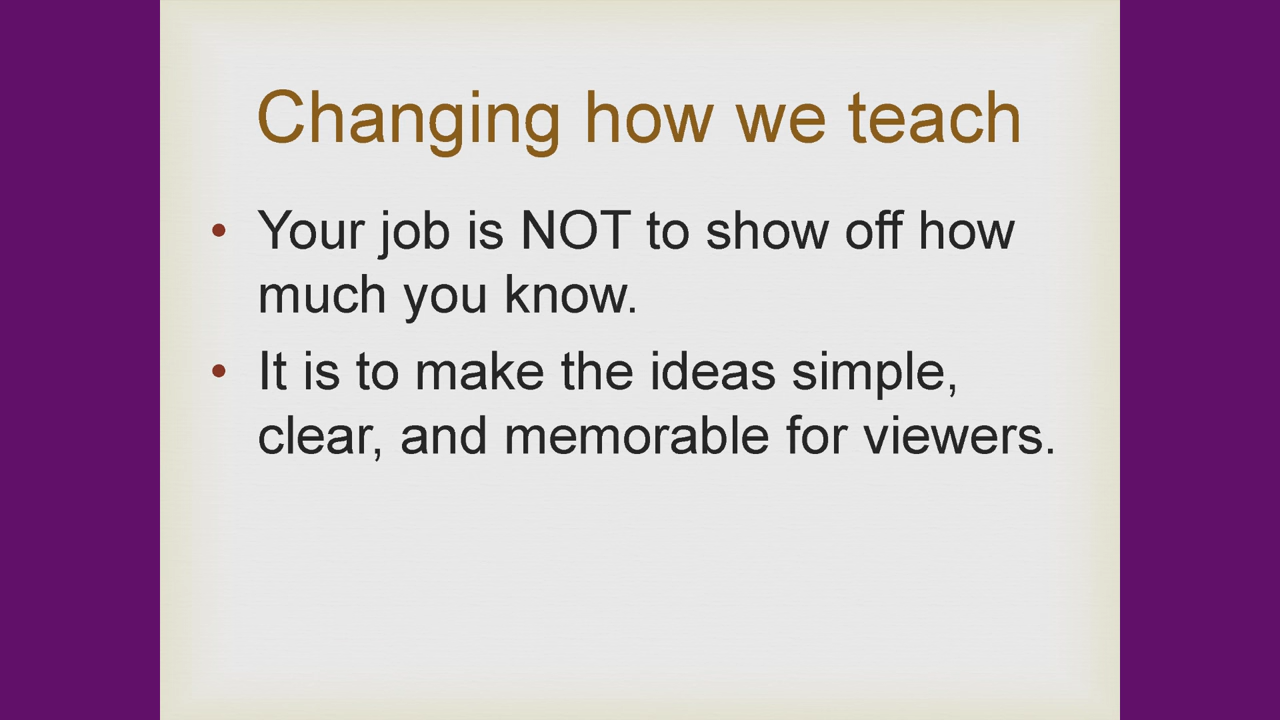 Changing how we teach
• Your job is NOT to show off how
much you know.
• It is to make the ideas simple,
clear, and memorable for viewers.